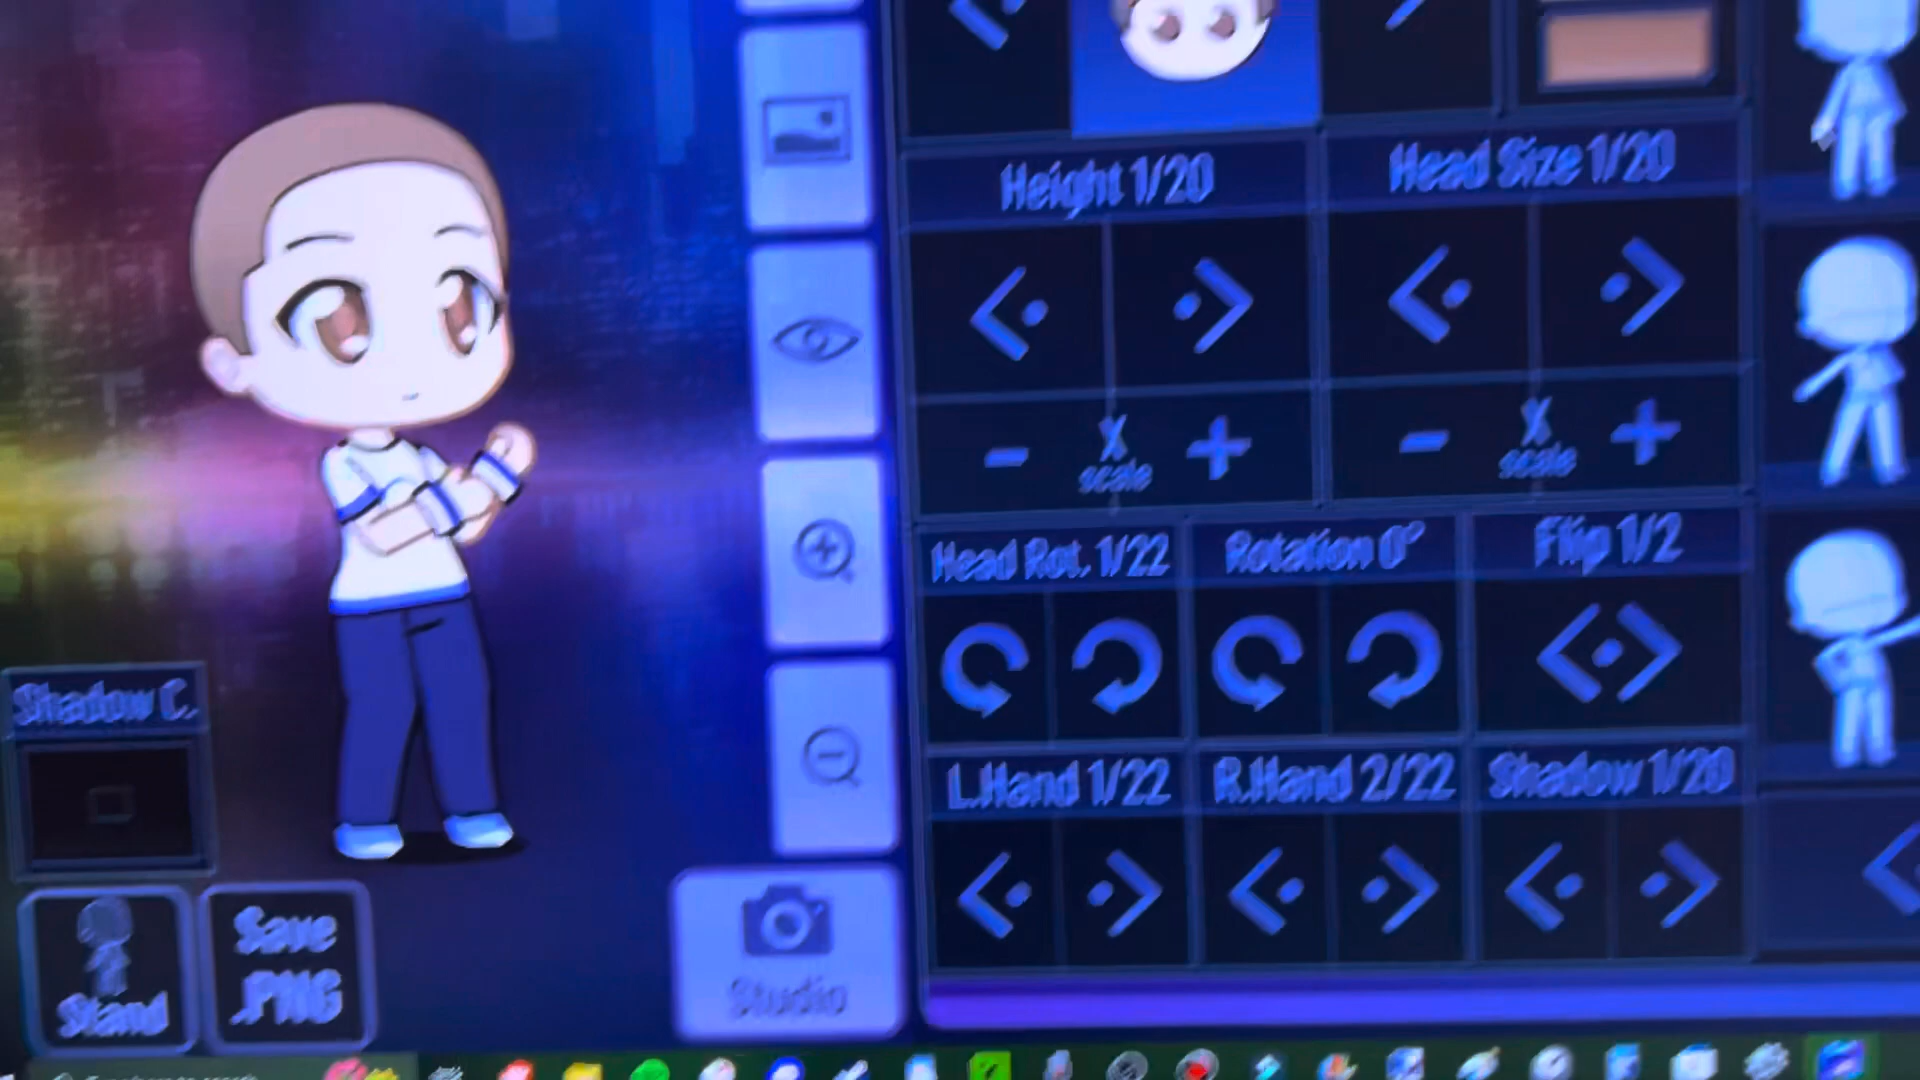 Height 1/20
Head Size 1/20
- X scale +
- X scale +
Head Rot. 1/22
Rotation 0°
Flip 1/2
L.Hand 1/22
R.Hand 2/22
Shadow 1/20
Shadow C.
Stand
Save
.PNG
Studio